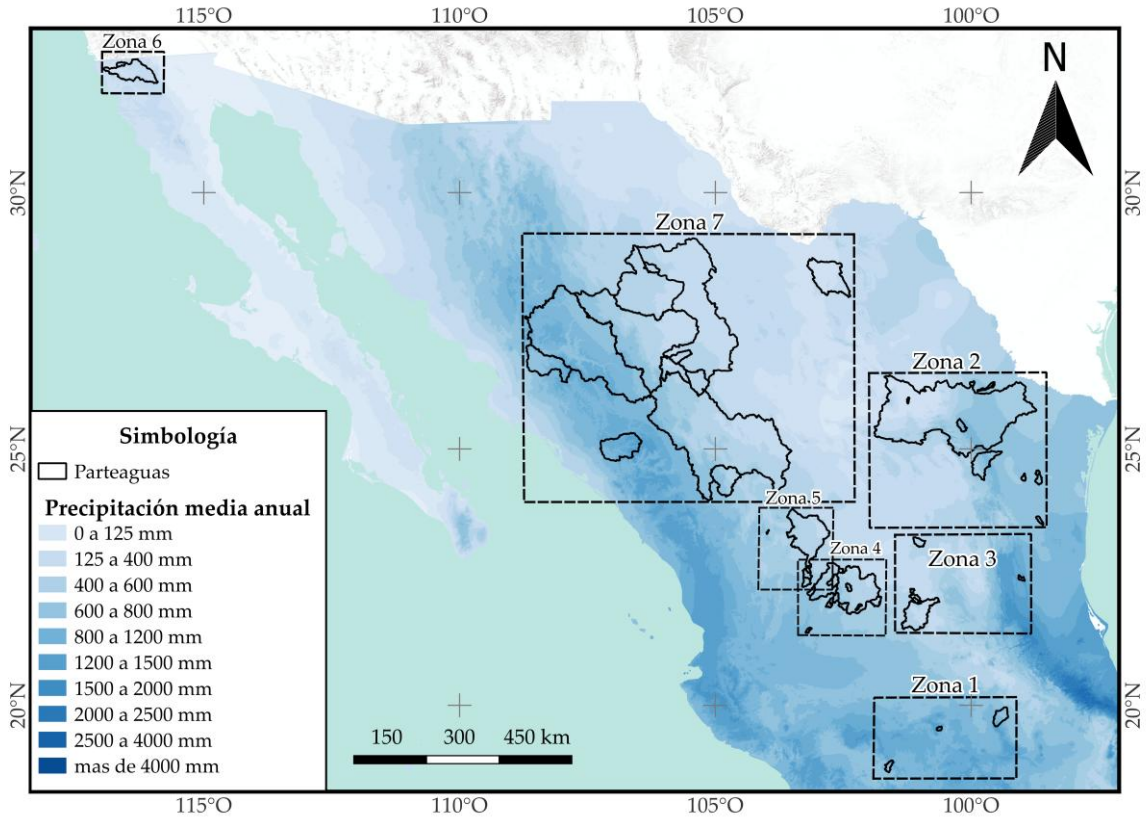 115°O 110°O 105°O 100°O
Zona 6
N
30°N 30°N
Zona 7
Zona 2
25°N 25°N
Zona 5
Zona 4
Zona 3
20°N 20°N
Zona 1
Simbología
Parteaguas
Precipitación media anual
0 a 125 mm
125 a 400 mm
400 a 600 mm
600 a 800 mm
800 a 1200 mm
1200 a 1500 mm
1500 a 2000 mm
2000 a 2500 mm
2500 a 4000 mm
mas de 4000 mm
150 300 450 km
115°O 110°O 105°O 100°O